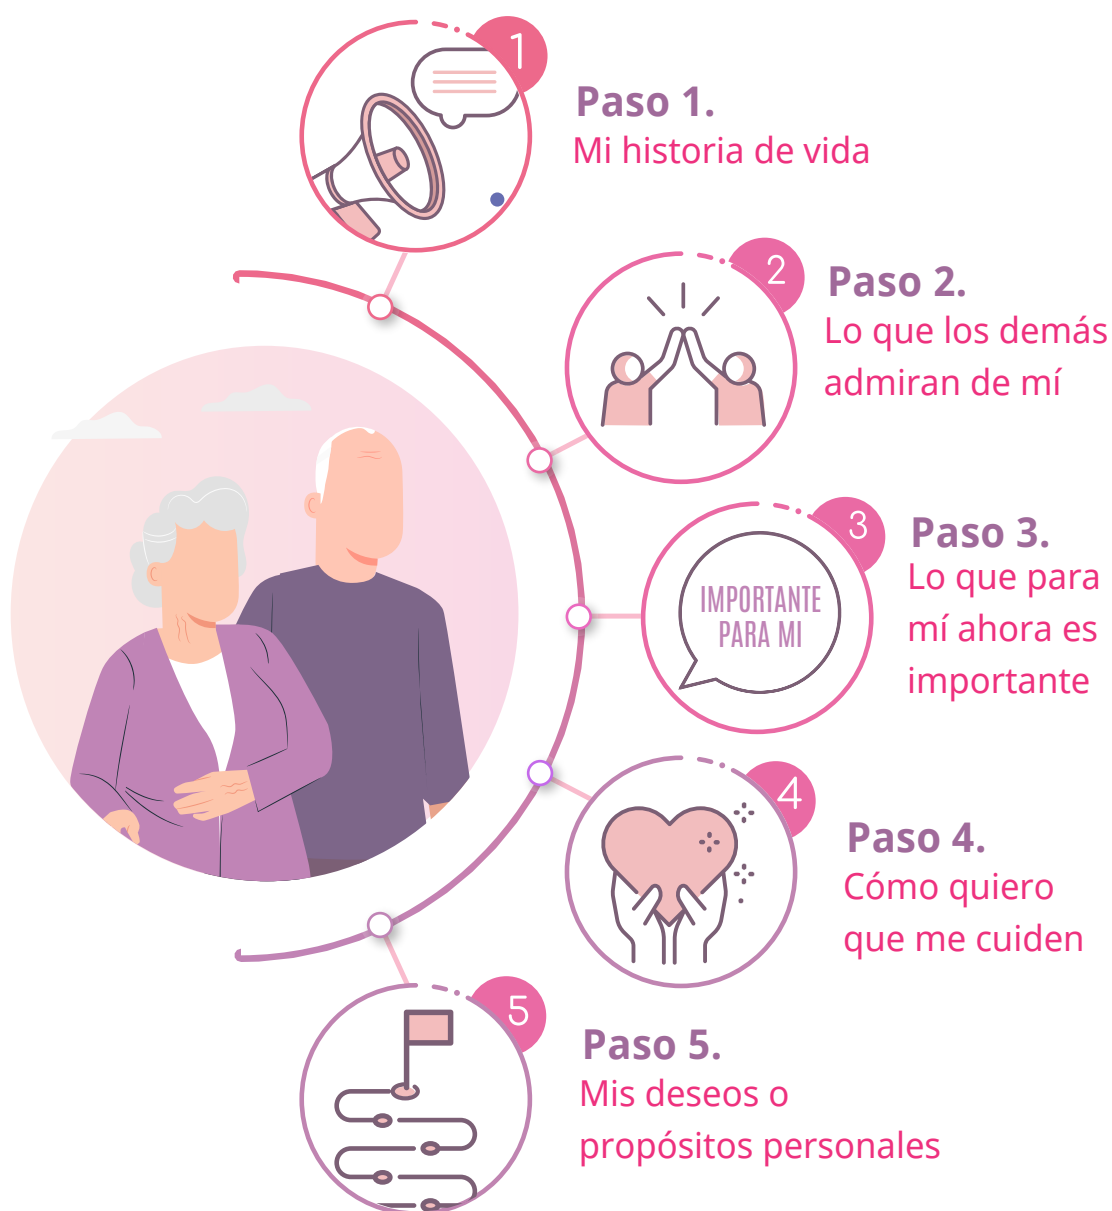 1
Paso 1.
Mi historia de vida
2
Paso 2.
Lo que los demás
admiran de mí
3
IMPORTANTE
PARA MI
Paso 3.
Lo que para
mí ahora es
importante
4
Paso 4.
Cómo quiero
que me cuiden
5
Paso 5.
Mis deseos o
propósitos personales